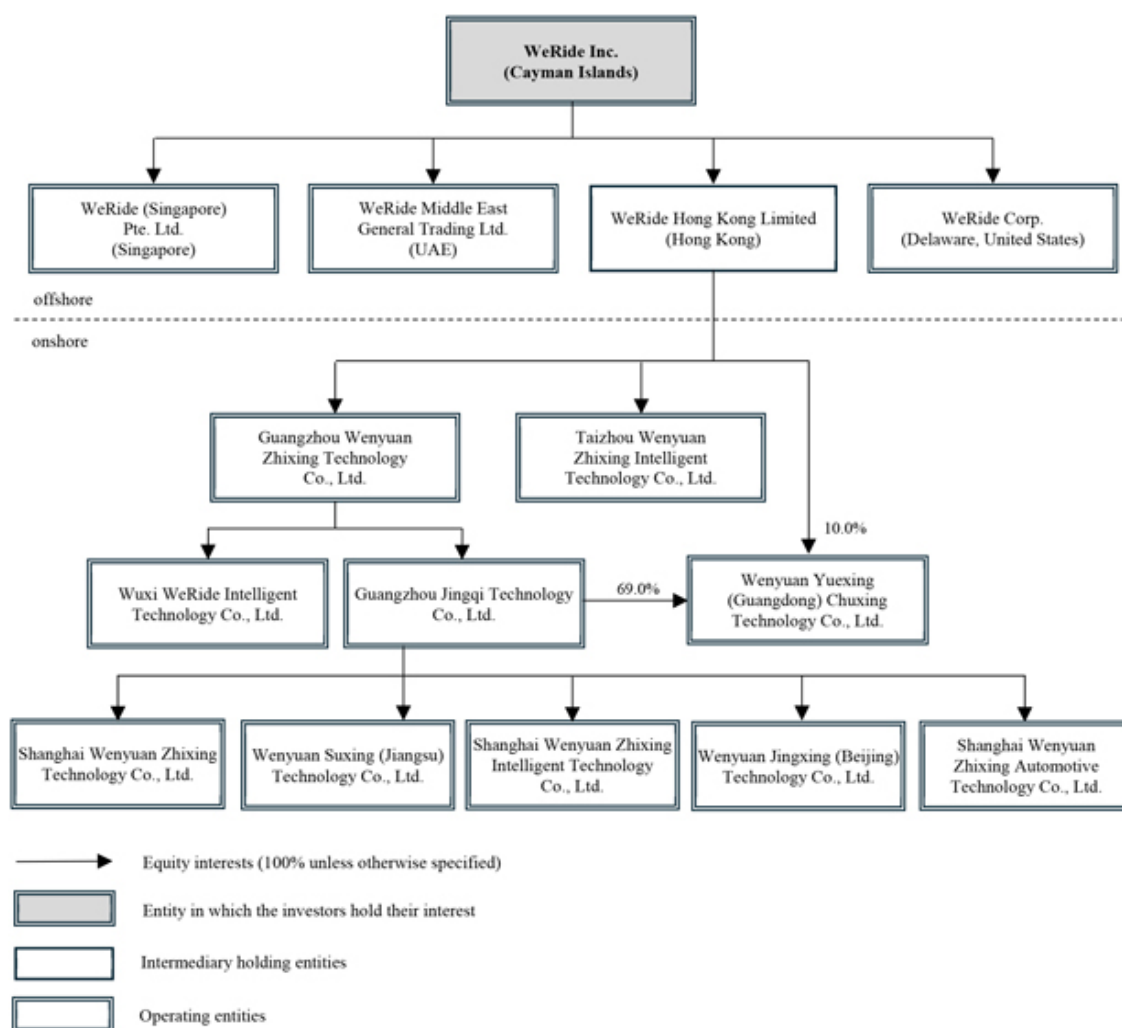 WeRide Inc.
(Cayman Islands)
WeRide (Singapore)
Pte. Ltd.
(Singapore)
WeRide Middle East
General Trading Ltd.
(UAE)
WeRide Hong Kong Limited
(Hong Kong)
WeRide Corp.
(Delaware, United States)
offshore
onshore
Guangzhou Wenyuan
Zhixing Technology
Co., Ltd.
Taizhou Wenyuan
Zhixing Intelligent
Technology Co., Ltd.
10.0%
Wuxi WeRide Intelligent
Technology Co., Ltd.
Guangzhou Jingqi Technology
Co., Ltd.
69.0%
Wenyuan Yuexing
(Guangdong) Chuxing
Technology Co., Ltd.
Shanghai Wenyuan Zhixing
Technology Co., Ltd.
Wenyuan Suxing (Jiangsu)
Technology Co., Ltd.
Shanghai Wenyuan Zhixing
Intelligent Technology
Co., Ltd.
Wenyuan Jingxing (Beijing)
Technology Co., Ltd.
Shanghai Wenyuan
Zhixing Automotive
Technology Co., Ltd.
Equity interests (100% unless otherwise specified)
Entity in which the investors hold their interest
Intermediary holding entities
Operating entities